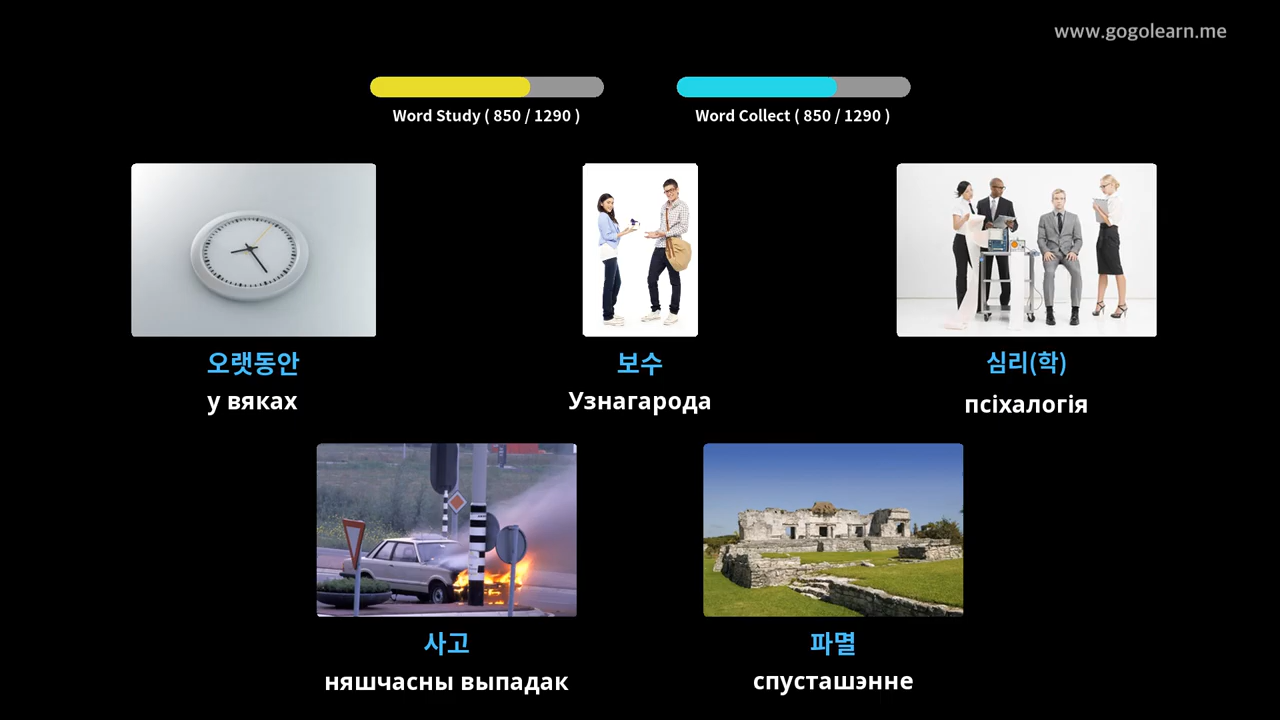 www.gogolearn.me
Word Study ( 850 / 1290 )
Word Collect ( 850 / 1290 )
오랫동안
у вяках
보수
Узнагарода
심리(학)
псіхалогія
사고
няшчасны выпадак
파멸
спусташэнне